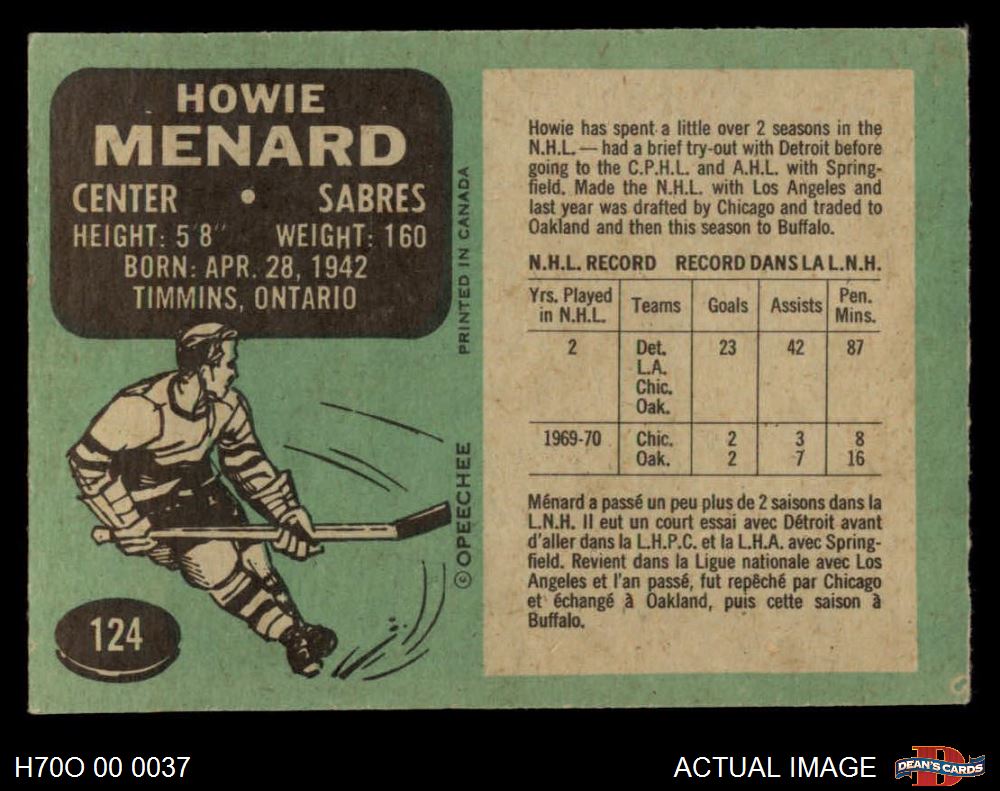 HOWIE
MENARD
CENTER • SABRES
HEIGHT: 5'8" WEIGHT: 160
BORN: APR. 28, 1942
TIMMINS, ONTARIO
PRINTED IN CANADA
© OPEECHEE
124
Howie has spent a little over 2 seasons in the
N.H.L. — had a brief try-out with Detroit before
going to the C.P.H.L. and A.H.L. with Spring-
field. Made the N.H.L. with Los Angeles and
last year was drafted by Chicago and traded to
Oakland and then this season to Buffalo.
N.H.L. RECORD RECORD DANS LA L.N.H.
Yrs. Played in N.H.L. Teams Goals Assists Pen. Mins.
2 Det. 23 42 87
L.A.
Chic.
Oak.
1969-70 Chic. 2 3 8
Oak. 2 7 16
Ménard a passé un peu plus de 2 saisons dans la
L.N.H. Il eut un court essai avec Détroit avant
d'aller dans la L.H.P.C. et la L.H.A. avec Spring-
field. Revient dans la Ligue nationale avec Los
Angeles et l'an passé, fut repêché par Chicago
et échangé à Oakland, puis cette saison à
Buffalo.
H70O 00 0037
ACTUAL IMAGE
DEAN'S CARDS